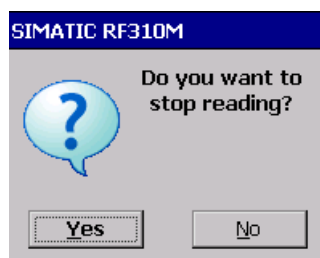 SIMATIC RF310M
Do you want to
stop reading?
Yes
No